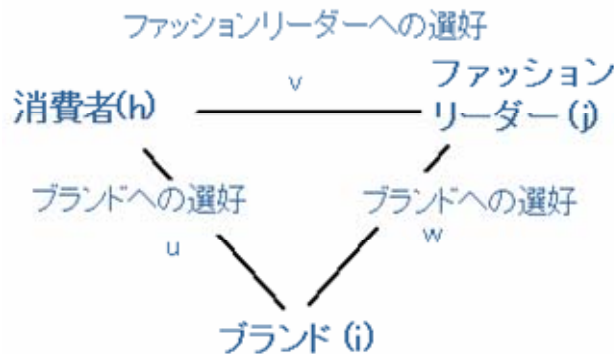 ファッションリーダーへの選好
v
消費者(h)
ファッション
リーダー(j)
ブランドへの選好
u
ブランドへの選好
w
ブランド(i)